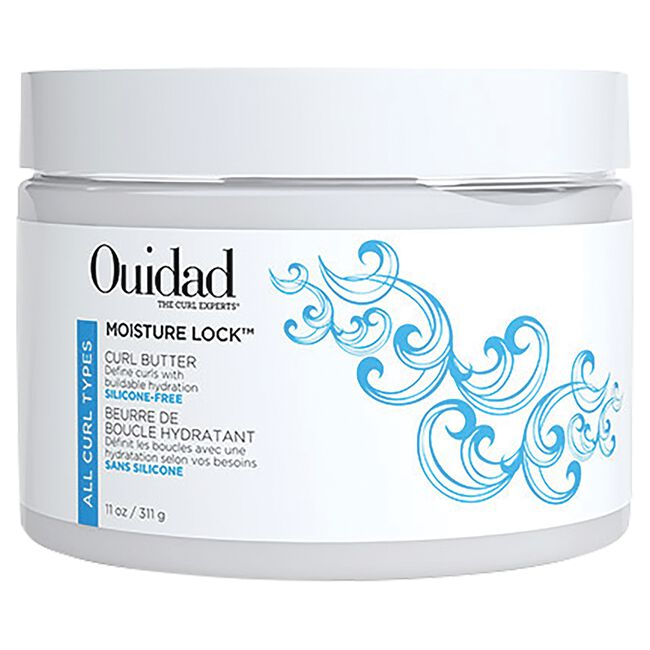 Ouidad
THE CURL EXPERTS®
MOISTURE LOCK™
CURL BUTTER
Define curls with
buildable hydration
SILICONE-FREE
BEURRE DE
BOUCLE HYDRATANT
Définit les boucles avec une
hydratation selon vos besoins
SANS SILICONE
11 oz / 311 g
ALL CURL TYPES